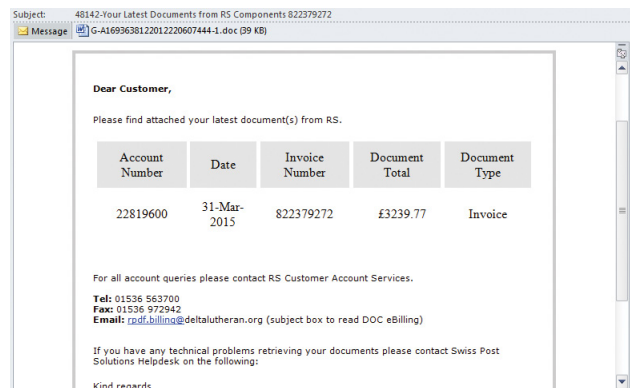 Subject: 48142-Your Latest Documents from RS Components 822379272
Message G-A1693638122012220607444-1.doc (39 KB)
Dear Customer,
Please find attached your latest document(s) from RS.
Account Number Date Invoice Number Document Total Document Type
22819600 31-Mar-2015 822379272 £3239.77 Invoice
For all account queries please contact RS Customer Account Services.
Tel: 01536 563700
Fax: 01536 972942
Email: rpdf.billing@deltalutheran.org (subject box to read DOC eBilling)
If you have any technical problems retrieving your documents please contact Swiss Post
Solutions Helpdesk on the following:
Kind regards